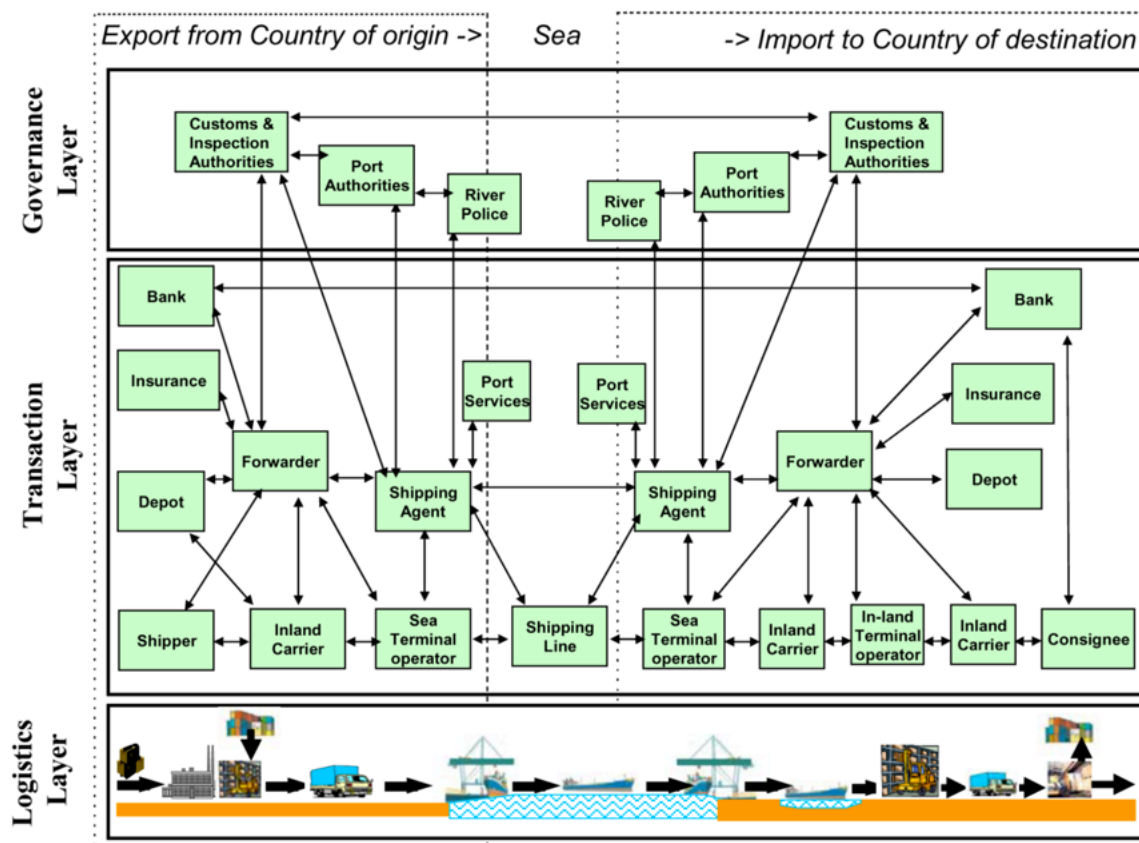 Export from Country of origin ->
Sea
-> Import to Country of destination
Governance
Layer
Customs &
Inspection
Authorities
Port
Authorities
River
Police
River
Police
Port
Authorities
Customs &
Inspection
Authorities
Transaction
Layer
Bank
Insurance
Forwarder
Depot
Shipping
Agent
Port
Services
Port
Services
Shipping
Agent
Forwarder
Bank
Insurance
Depot
Shipper
Inland
Carrier
Sea
Terminal
operator
Shipping
Line
Sea
Terminal
operator
Inland
Carrier
In-land
Terminal
operator
Inland
Carrier
Consignee
Logistics
Layer